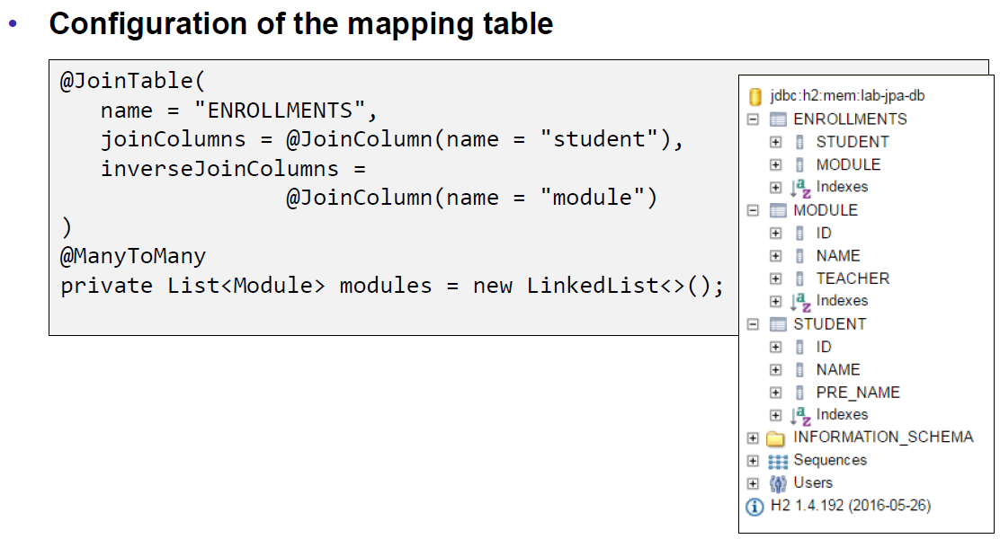 • Configuration of the mapping table
@JoinTable(
   name = "ENROLLMENTS",
   joinColumns = @JoinColumn(name = "student"),
   inverseJoinColumns =
                @JoinColumn(name = "module")
)
@ManyToMany
private List<Module> modules = new LinkedList<>();
jdbc:h2:mem:lab-jpa-db
ENROLLMENTS
STUDENT
MODULE
Indexes
MODULE
ID
NAME
TEACHER
Indexes
STUDENT
ID
NAME
PRE_NAME
Indexes
INFORMATION_SCHEMA
Sequences
Users
H2 1.4.192 (2016-05-26)